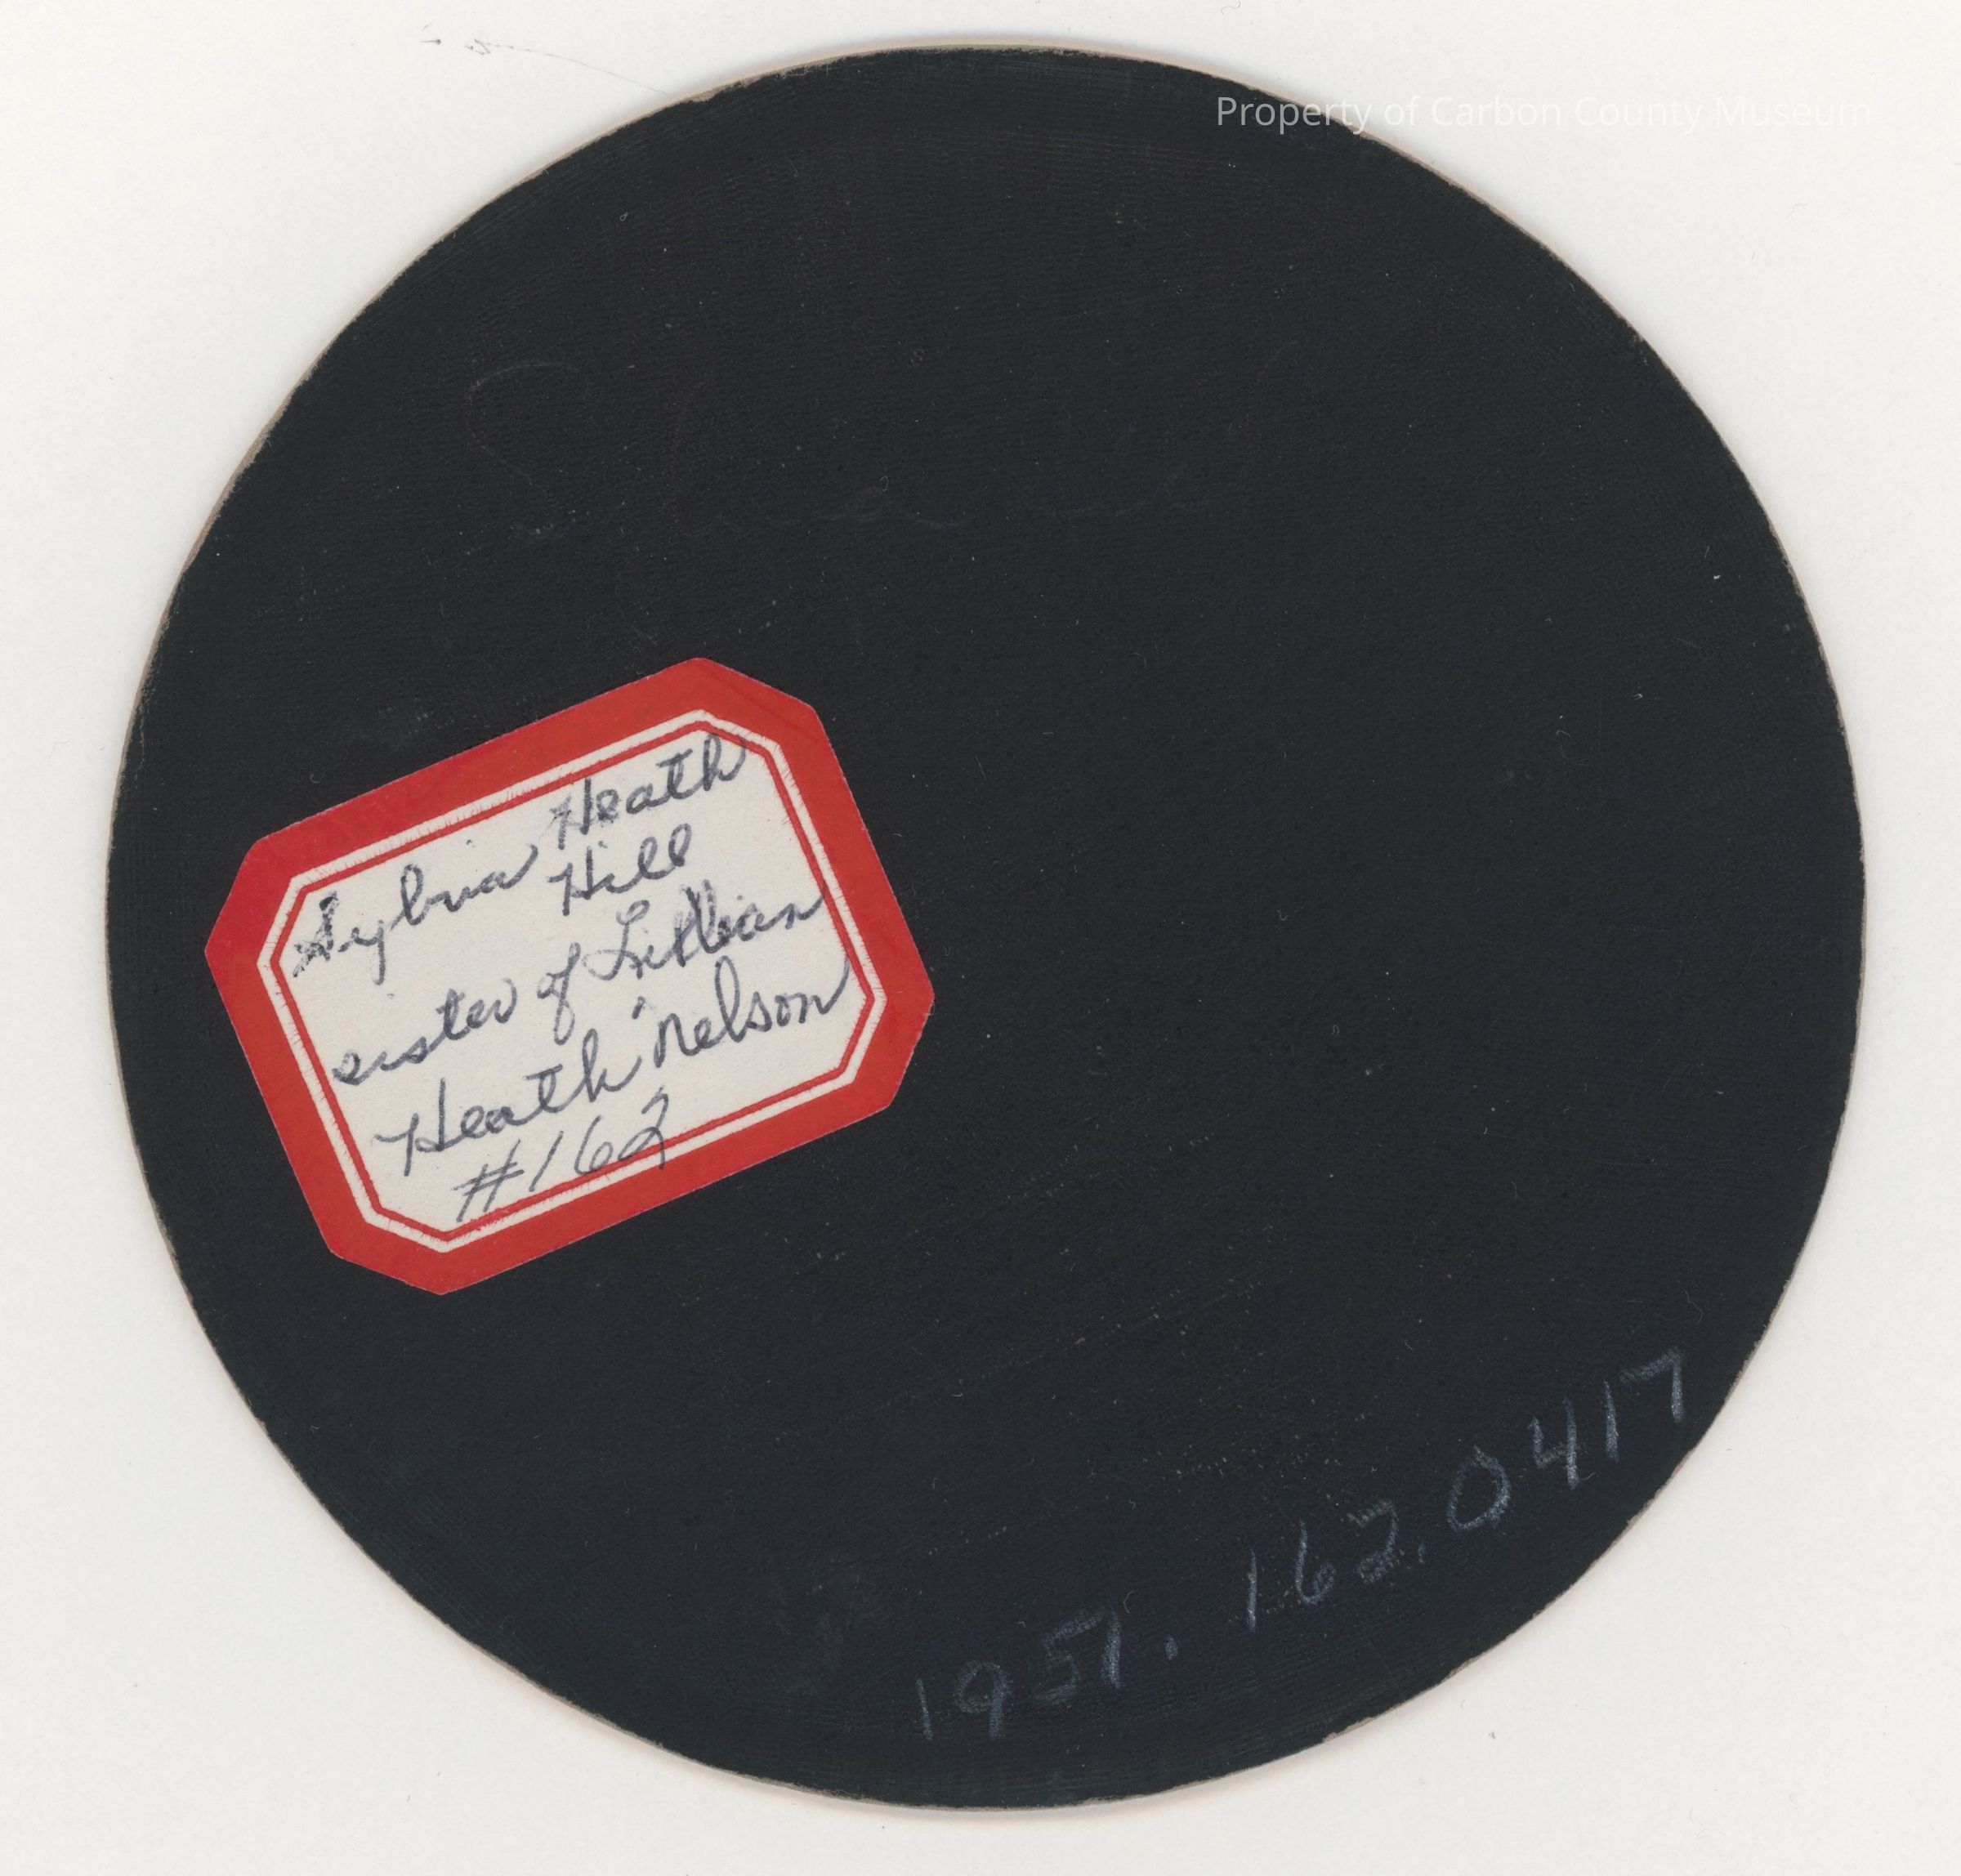 Property of Carbon County Museum
Sylvia Heath
Hill
sister of Lillian
Heath Nelson
#162
1951.162.0417